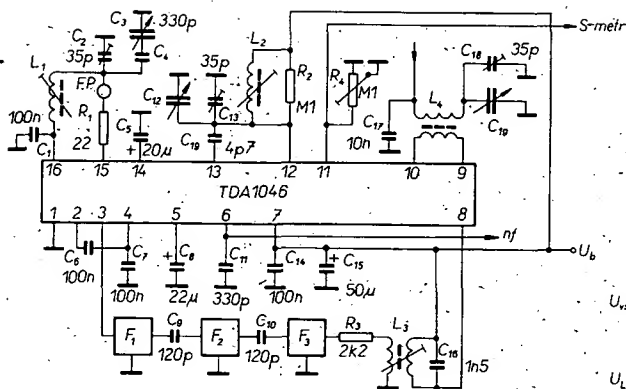 C3 330p
C2
35p
C4
L1
F.P.
100n
C1
R1
22
C5
+ 20µ
35p
C12
C13
C19
4p7
L2
R2
M1
R4
M1
S-metr
C18 35p
C17
10n
L4
C19
16 15 14 13 12 11 10 9
TDA1046
1 2 3 4 5 6 7 8
nf
Ub
C6
100n
C7
100n
+ C8
22µ
C11
330p
C14
100n
+ C15
50µ
F1
C9
120p
F2
C10
120p
F3
R3
2k2
L3
C16
1n5